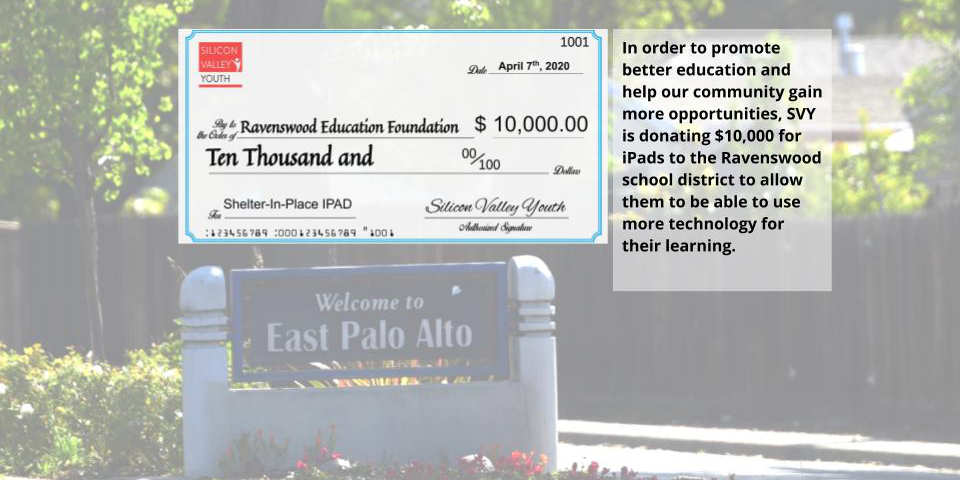 SILICON
VALLEY
YOUTH
1001
Date April 7th, 2020
Pay to
the Order of Ravenswood Education Foundation $ 10,000.00
Ten Thousand and 00/100 Dollars
For Shelter-In-Place IPAD
Silicon Valley Youth
Authorized Signature
⑆123456789 ⑆000123456789 ⑈1001
In order to promote
better education and
help our community gain
more opportunities, SVY
is donating $10,000 for
iPads to the Ravenswood
school district to allow
them to be able to use
more technology for
their learning.
Welcome to
East Palo Alto